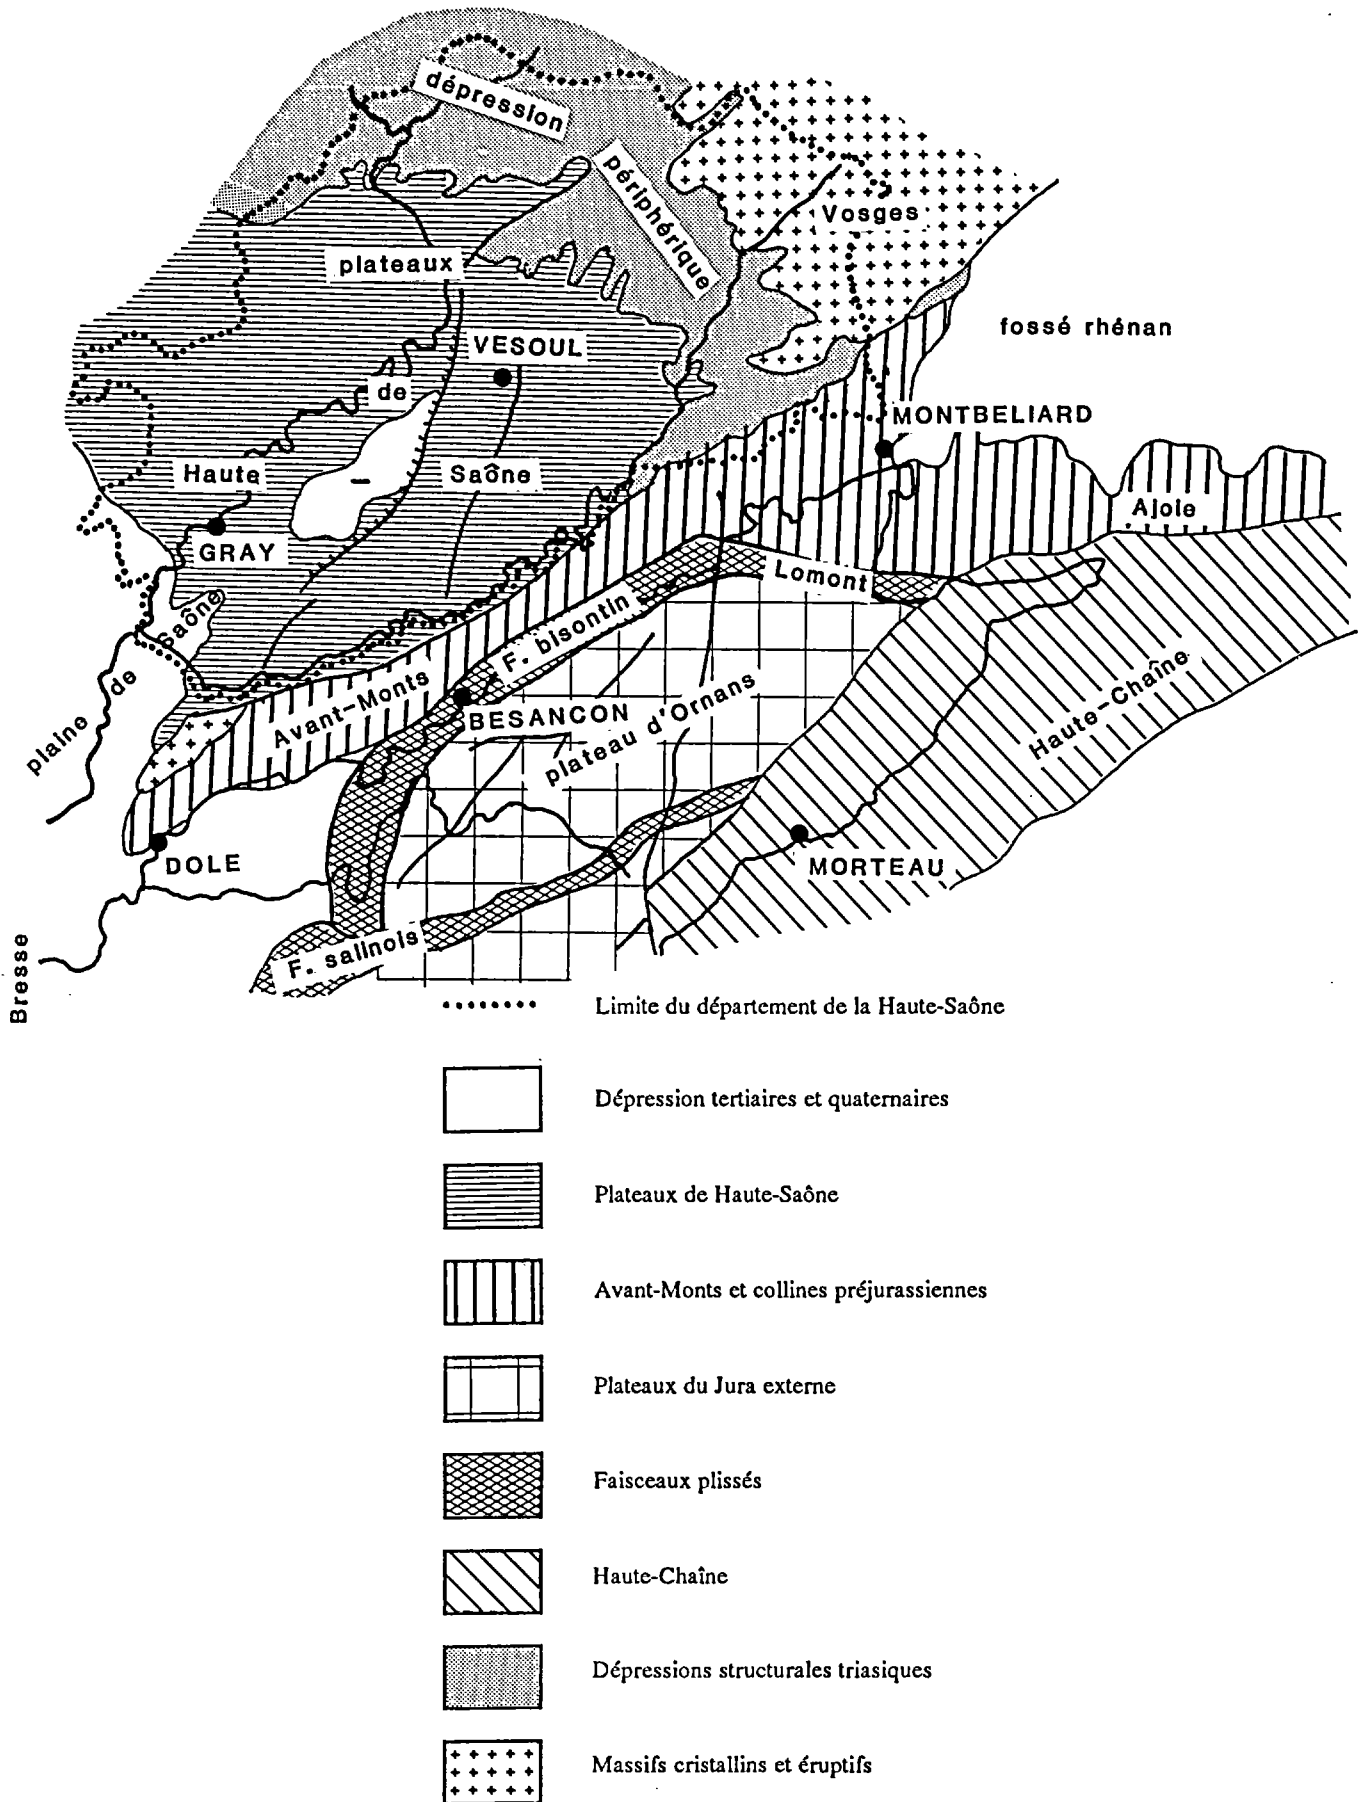 dépression
périphérique
Vosges
plateaux
fossé rhénan
VESOUL
de
MONTBELIARD
Haute
-
Saône
Ajoie
GRAY
Lomont
Saône
F. bisontin
de
plaine
Avant-Monts
BESANCON
plateau d'Ornans
Haute-Chaîne
DOLE
MORTEAU
F. salinois
Bresse
Limite du département de la Haute-Saône
Dépression tertiaires et quaternaires
Plateaux de Haute-Saône
Avant-Monts et collines préjurassiennes
Plateaux du Jura externe
Faisceaux plissés
Haute-Chaîne
Dépressions structurales triasiques
Massifs cristallins et éruptifs